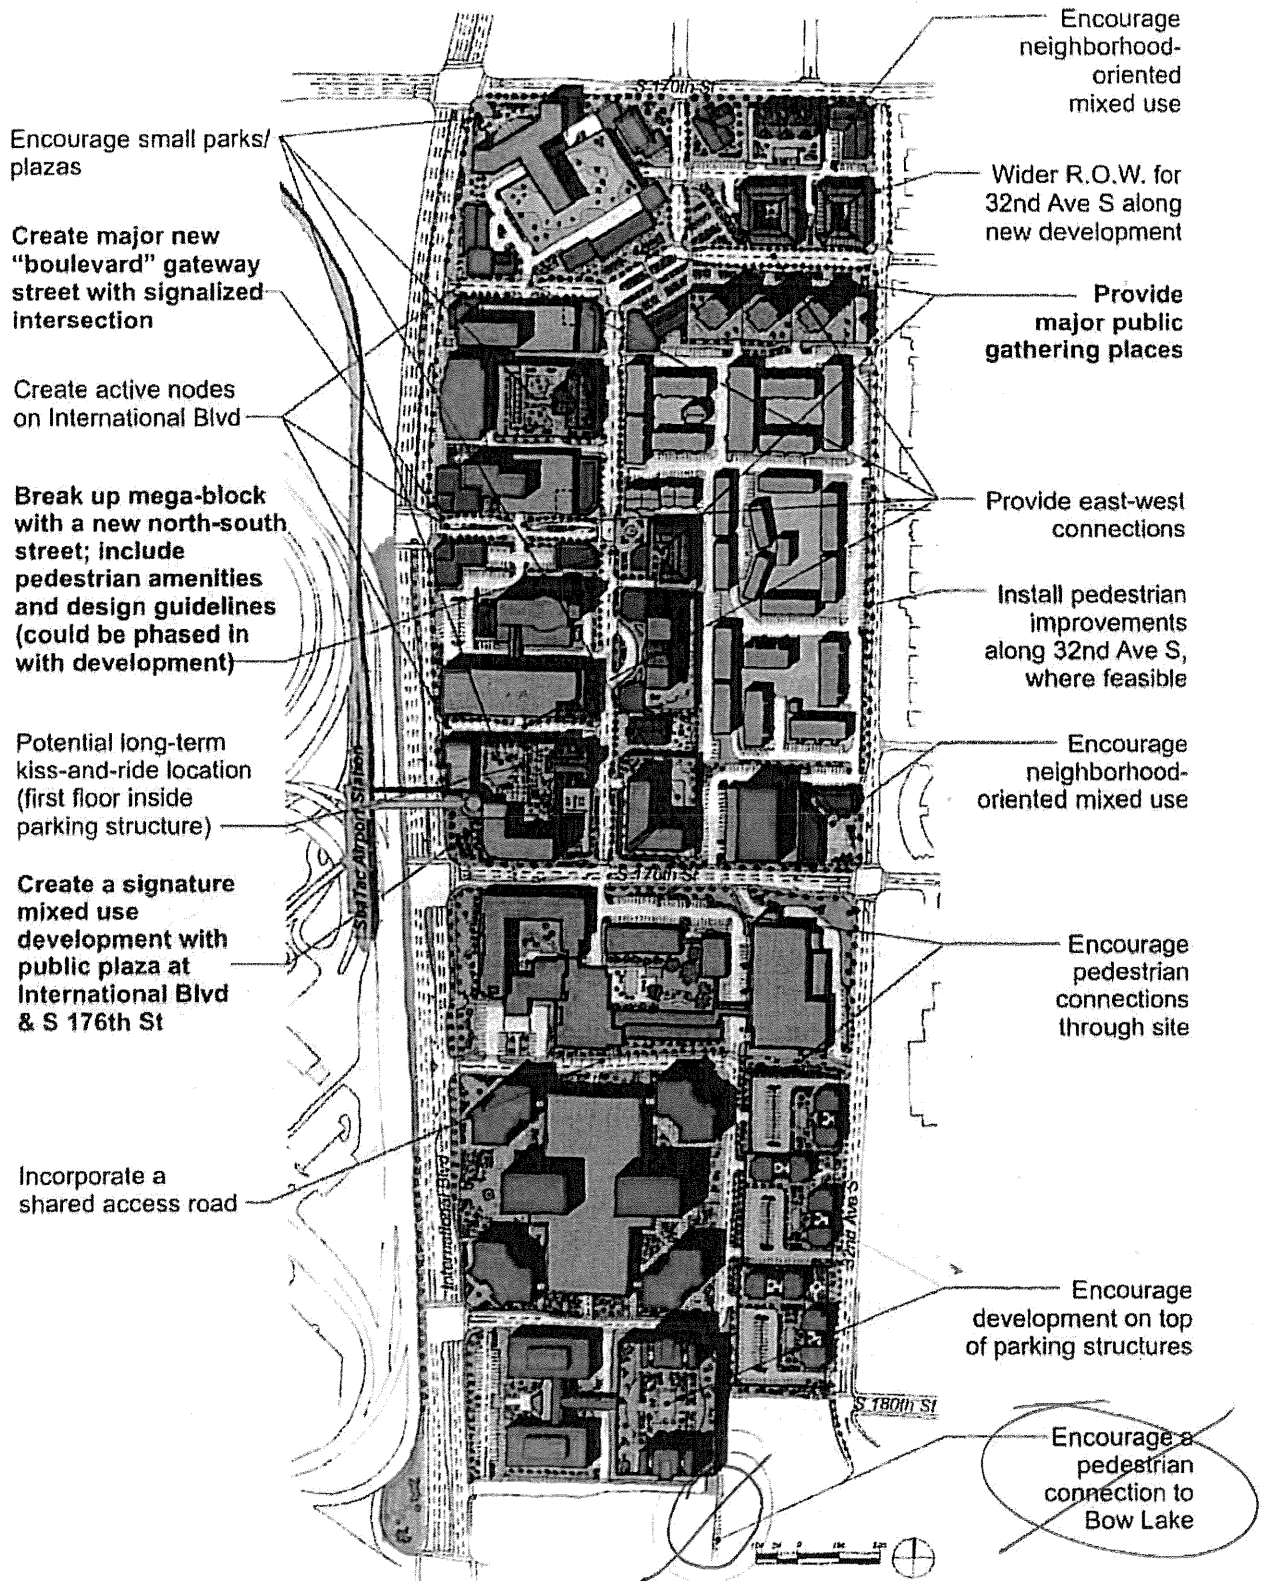 Encourage
neighborhood-
oriented
mixed use
S 170th St
Encourage small parks/
plazas
Wider R.O.W. for
32nd Ave S along
new development
Create major new
"boulevard" gateway
street with signalized
intersection
Provide
major public
gathering places
Create active nodes
on International Blvd
Break up mega-block
with a new north-south
street; include
pedestrian amenities
and design guidelines
(could be phased in
with development)
Provide east-west
connections
Install pedestrian
improvements
along 32nd Ave S,
where feasible
Potential long-term
kiss-and-ride location
(first floor inside
parking structure)
Encourage
neighborhood-
oriented mixed use
SeaTac Airport Station
S 176th St
Create a signature
mixed use
development with
public plaza at
International Blvd
& S 176th St
Encourage
pedestrian
connections
through site
Incorporate a
shared access road
International Blvd
32nd Ave S
Encourage
development on top
of parking structures
S 180th St
Encourage a
pedestrian
connection to
Bow Lake